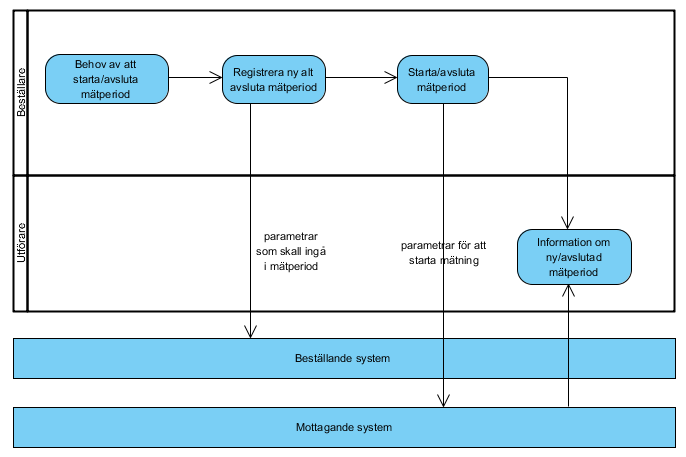 Beställare
Behov av att
starta/avsluta
mätperiod
Registrera ny alt
avsluta mätperiod
Starta/avsluta
mätperiod
Utförare
parametrar
som skall ingå
i mätperiod
parametrar för att
starta mätning
Information om
ny/avslutad
mätperiod
Beställande system
Mottagande system